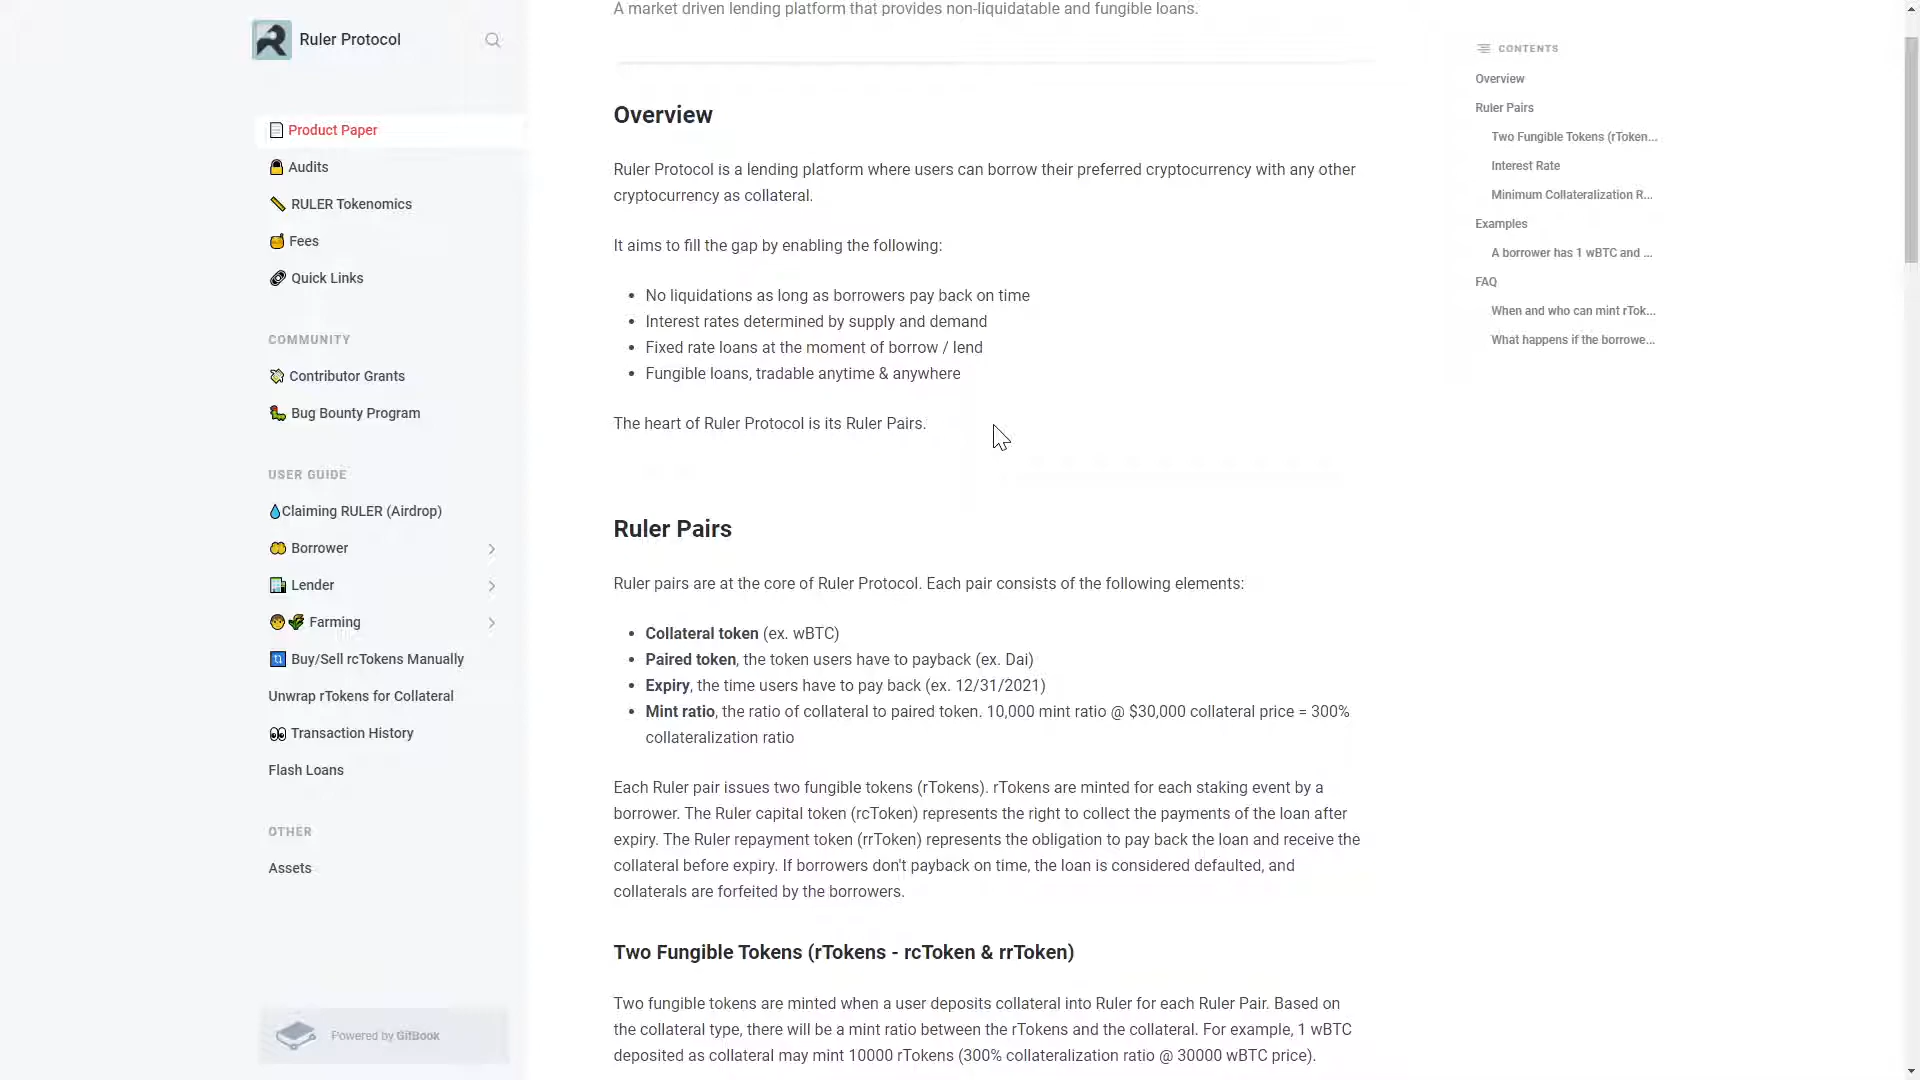 Ruler Protocol
Product Paper
Audits
RULER Tokenomics
Fees
Quick Links
COMMUNITY
Contributor Grants
Bug Bounty Program
USER GUIDE
Claiming RULER (Airdrop)
Borrower
Lender
Farming
Buy/Sell rcTokens Manually
Unwrap rTokens for Collateral
Transaction History
Flash Loans
OTHER
Assets
Powered by GitBook
A market driven lending platform that provides non-liquidatable and fungible loans.
Overview
Ruler Protocol is a lending platform where users can borrow their preferred cryptocurrency with any other
cryptocurrency as collateral.
It aims to fill the gap by enabling the following:
• No liquidations as long as borrowers pay back on time
• Interest rates determined by supply and demand
• Fixed rate loans at the moment of borrow / lend
• Fungible loans, tradable anytime & anywhere
The heart of Ruler Protocol is its Ruler Pairs.
Ruler Pairs
Ruler pairs are at the core of Ruler Protocol. Each pair consists of the following elements:
• Collateral token (ex. wBTC)
• Paired token, the token users have to payback (ex. Dai)
• Expiry, the time users have to pay back (ex. 12/31/2021)
• Mint ratio, the ratio of collateral to paired token. 10,000 mint ratio @ $30,000 collateral price = 300%
collateralization ratio
Each Ruler pair issues two fungible tokens (rTokens). rTokens are minted for each staking event by a
borrower. The Ruler capital token (rcToken) represents the right to collect the payments of the loan after
expiry. The Ruler repayment token (rrToken) represents the obligation to pay back the loan and receive the
collateral before expiry. If borrowers don't payback on time, the loan is considered defaulted, and
collaterals are forfeited by the borrowers.
Two Fungible Tokens (rTokens - rcToken & rrToken)
Two fungible tokens are minted when a user deposits collateral into Ruler for each Ruler Pair. Based on
the collateral type, there will be a mint ratio between the rTokens and the collateral. For example, 1 wBTC
deposited as collateral may mint 10000 rTokens (300% collateralization ratio @ 30000 wBTC price).
CONTENTS
Overview
Ruler Pairs
Two Fungible Tokens (rToken...
Interest Rate
Minimum Collateralization R...
Examples
A borrower has 1 wBTC and ...
FAQ
When and who can mint rTok...
What happens if the borrowe...